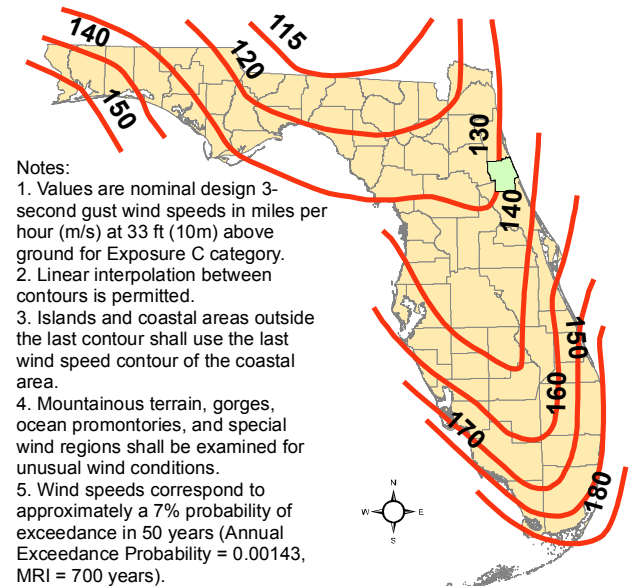 140
120
115
150
130
140
Notes:
1. Values are nominal design 3-
second gust wind speeds in miles per
hour (m/s) at 33 ft (10m) above
ground for Exposure C category.
2. Linear interpolation between
contours is permitted.
3. Islands and coastal areas outside
the last contour shall use the last
wind speed contour of the coastal
area.
4. Mountainous terrain, gorges,
ocean promontories, and special
wind regions shall be examined for
unusual wind conditions.
5. Wind speeds correspond to
approximately a 7% probability of
exceedance in 50 years (Annual
Exceedance Probability = 0.00143,
MRI = 700 years).
150
160
170
180
N
W
E
S